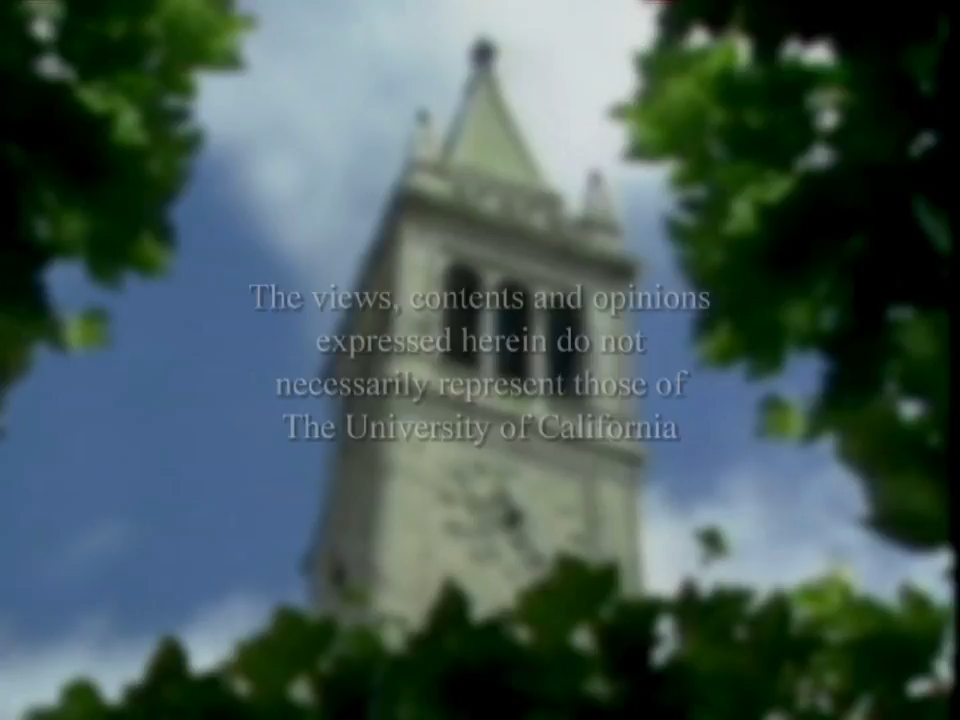 The views, contents and opinions
expressed herein do not
necessarily represent those of
The University of California